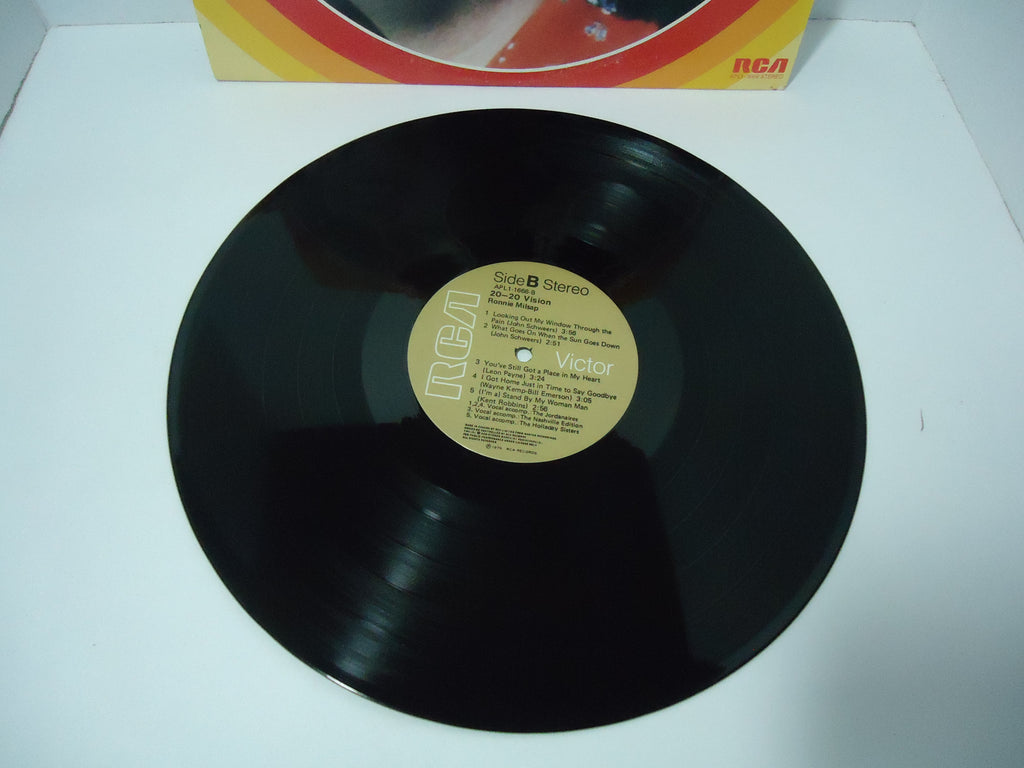 RCA
Side B Stereo
APL1-1666-B
20-20 Vision
Ronnie Milsap
1 Looking Out My Window Through the
Pain (John Schweers) 3:56
2 What Goes On When the Sun Goes Down
(John Schweers) 2:51
RCA
Victor
3 You've Still Got a Place in My Heart
(Leon Payne) 3:24
4 I Got Home Just in Time to Say Goodbye
(Wayne Kemp-Bill Emerson) 3:05
5 (I'm a) Stand By My Woman Man
(Kent Robbins) 2:56
1,2,4. Vocal accomp. The Jordanaires
3. Vocal accomp. The Nashville Edition
5. Vocal accomp. The Holladay Sisters
RCA RECORDS